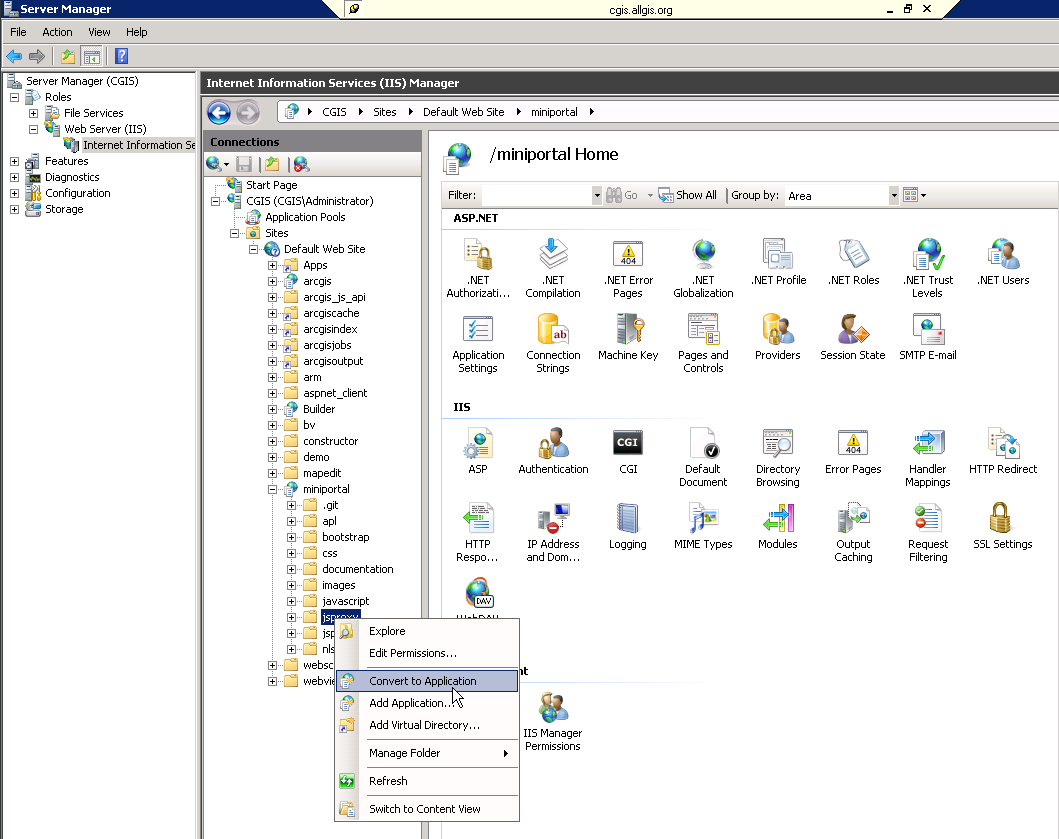 Server Manager
cgis.allgis.org
File Action View Help
Server Manager (CGIS)
Roles
File Services
Web Server (IIS)
Internet Information Se
Features
Diagnostics
Configuration
Storage
Internet Information Services (IIS) Manager
CGIS Sites Default Web Site miniportal
Connections
Start Page
CGIS (CGIS\Administrator)
Application Pools
Sites
Default Web Site
Apps
arcgis
arcgis_js_api
arcgiscache
arcgisindex
arcgisjobs
arcgisoutput
arm
aspnet_client
Builder
bv
constructor
demo
mapedit
miniportal
.git
apl
bootstrap
css
documentation
images
javascript
jsproxy
jsp
nls
websc
webvie
Explore
Edit Permissions...
Convert to Application
Add Application...
Add Virtual Directory...
Manage Folder
Refresh
Switch to Content View
/miniportal Home
Filter: Go Show All Group by: Area
ASP.NET
.NET Authorizati...
.NET Compilation
.NET Error Pages
404
.NET Globalization
.NET Profile
.NET Roles
.NET Trust Levels
.NET Users
Application Settings
ab
Connection Strings
Machine Key
Pages and Controls
Providers
Session State
SMTP E-mail
IIS
ASP
Authentication
CGI
CGI
Default Document
Directory Browsing
404
Error Pages
Handler Mappings
HTTP Redirect
HTTP Respo...
IP Address and Dom...
Logging
MIME Types
Modules
Output Caching
Request Filtering
SSL Settings
DAV
WebDAV
nt
IIS Manager Permissions